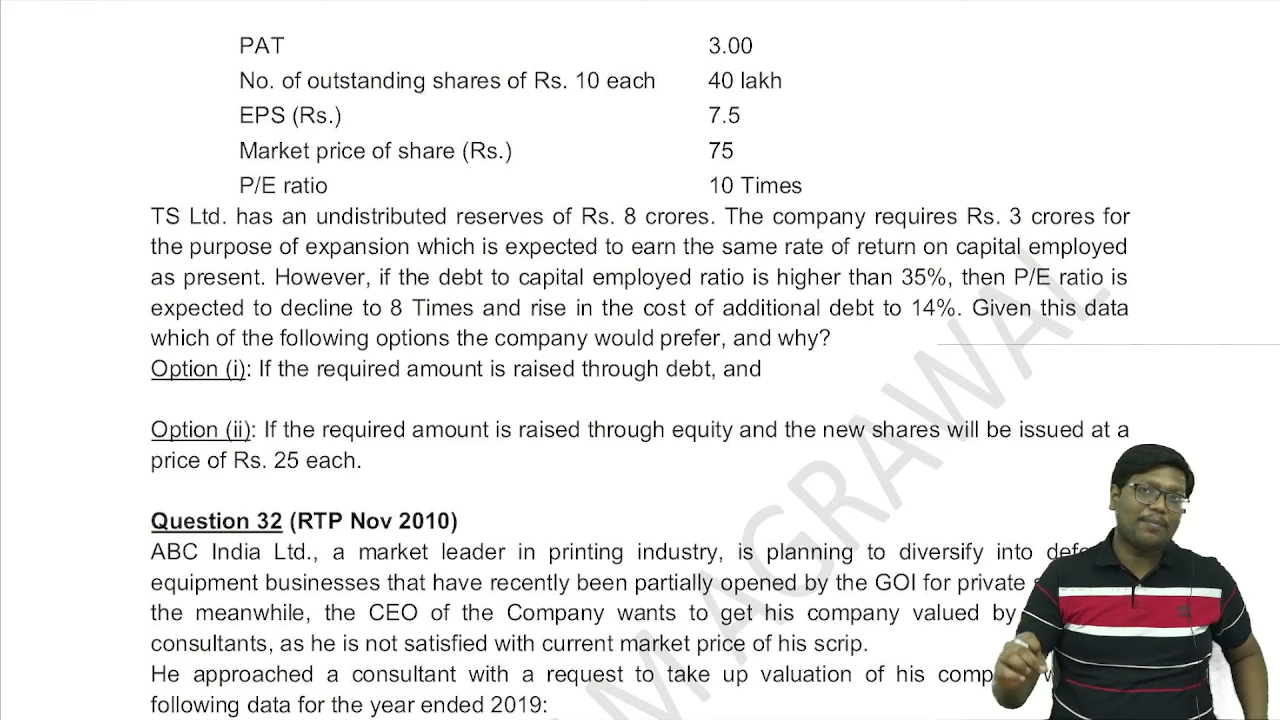 PAT 3.00
No. of outstanding shares of Rs. 10 each 40 lakh
EPS (Rs.) 7.5
Market price of share (Rs.) 75
P/E ratio 10 Times
TS Ltd. has an undistributed reserves of Rs. 8 crores. The company requires Rs. 3 crores for
the purpose of expansion which is expected to earn the same rate of return on capital employed
as present. However, if the debt to capital employed ratio is higher than 35%, then P/E ratio is
expected to decline to 8 Times and rise in the cost of additional debt to 14%. Given this data
which of the following options the company would prefer, and why?
Option (i): If the required amount is raised through debt, and
Option (ii): If the required amount is raised through equity and the new shares will be issued at a
price of Rs. 25 each.
Question 32 (RTP Nov 2010)
ABC India Ltd., a market leader in printing industry, is planning to diversify into
equipment businesses that have recently been partially opened by the GOI for private
the meanwhile, the CEO of the Company wants to get his company valued by
consultants, as he is not satisfied with current market price of his scrip.
He approached a consultant with a request to take up valuation of his
following data for the year ended 2019:
AGRAWAL